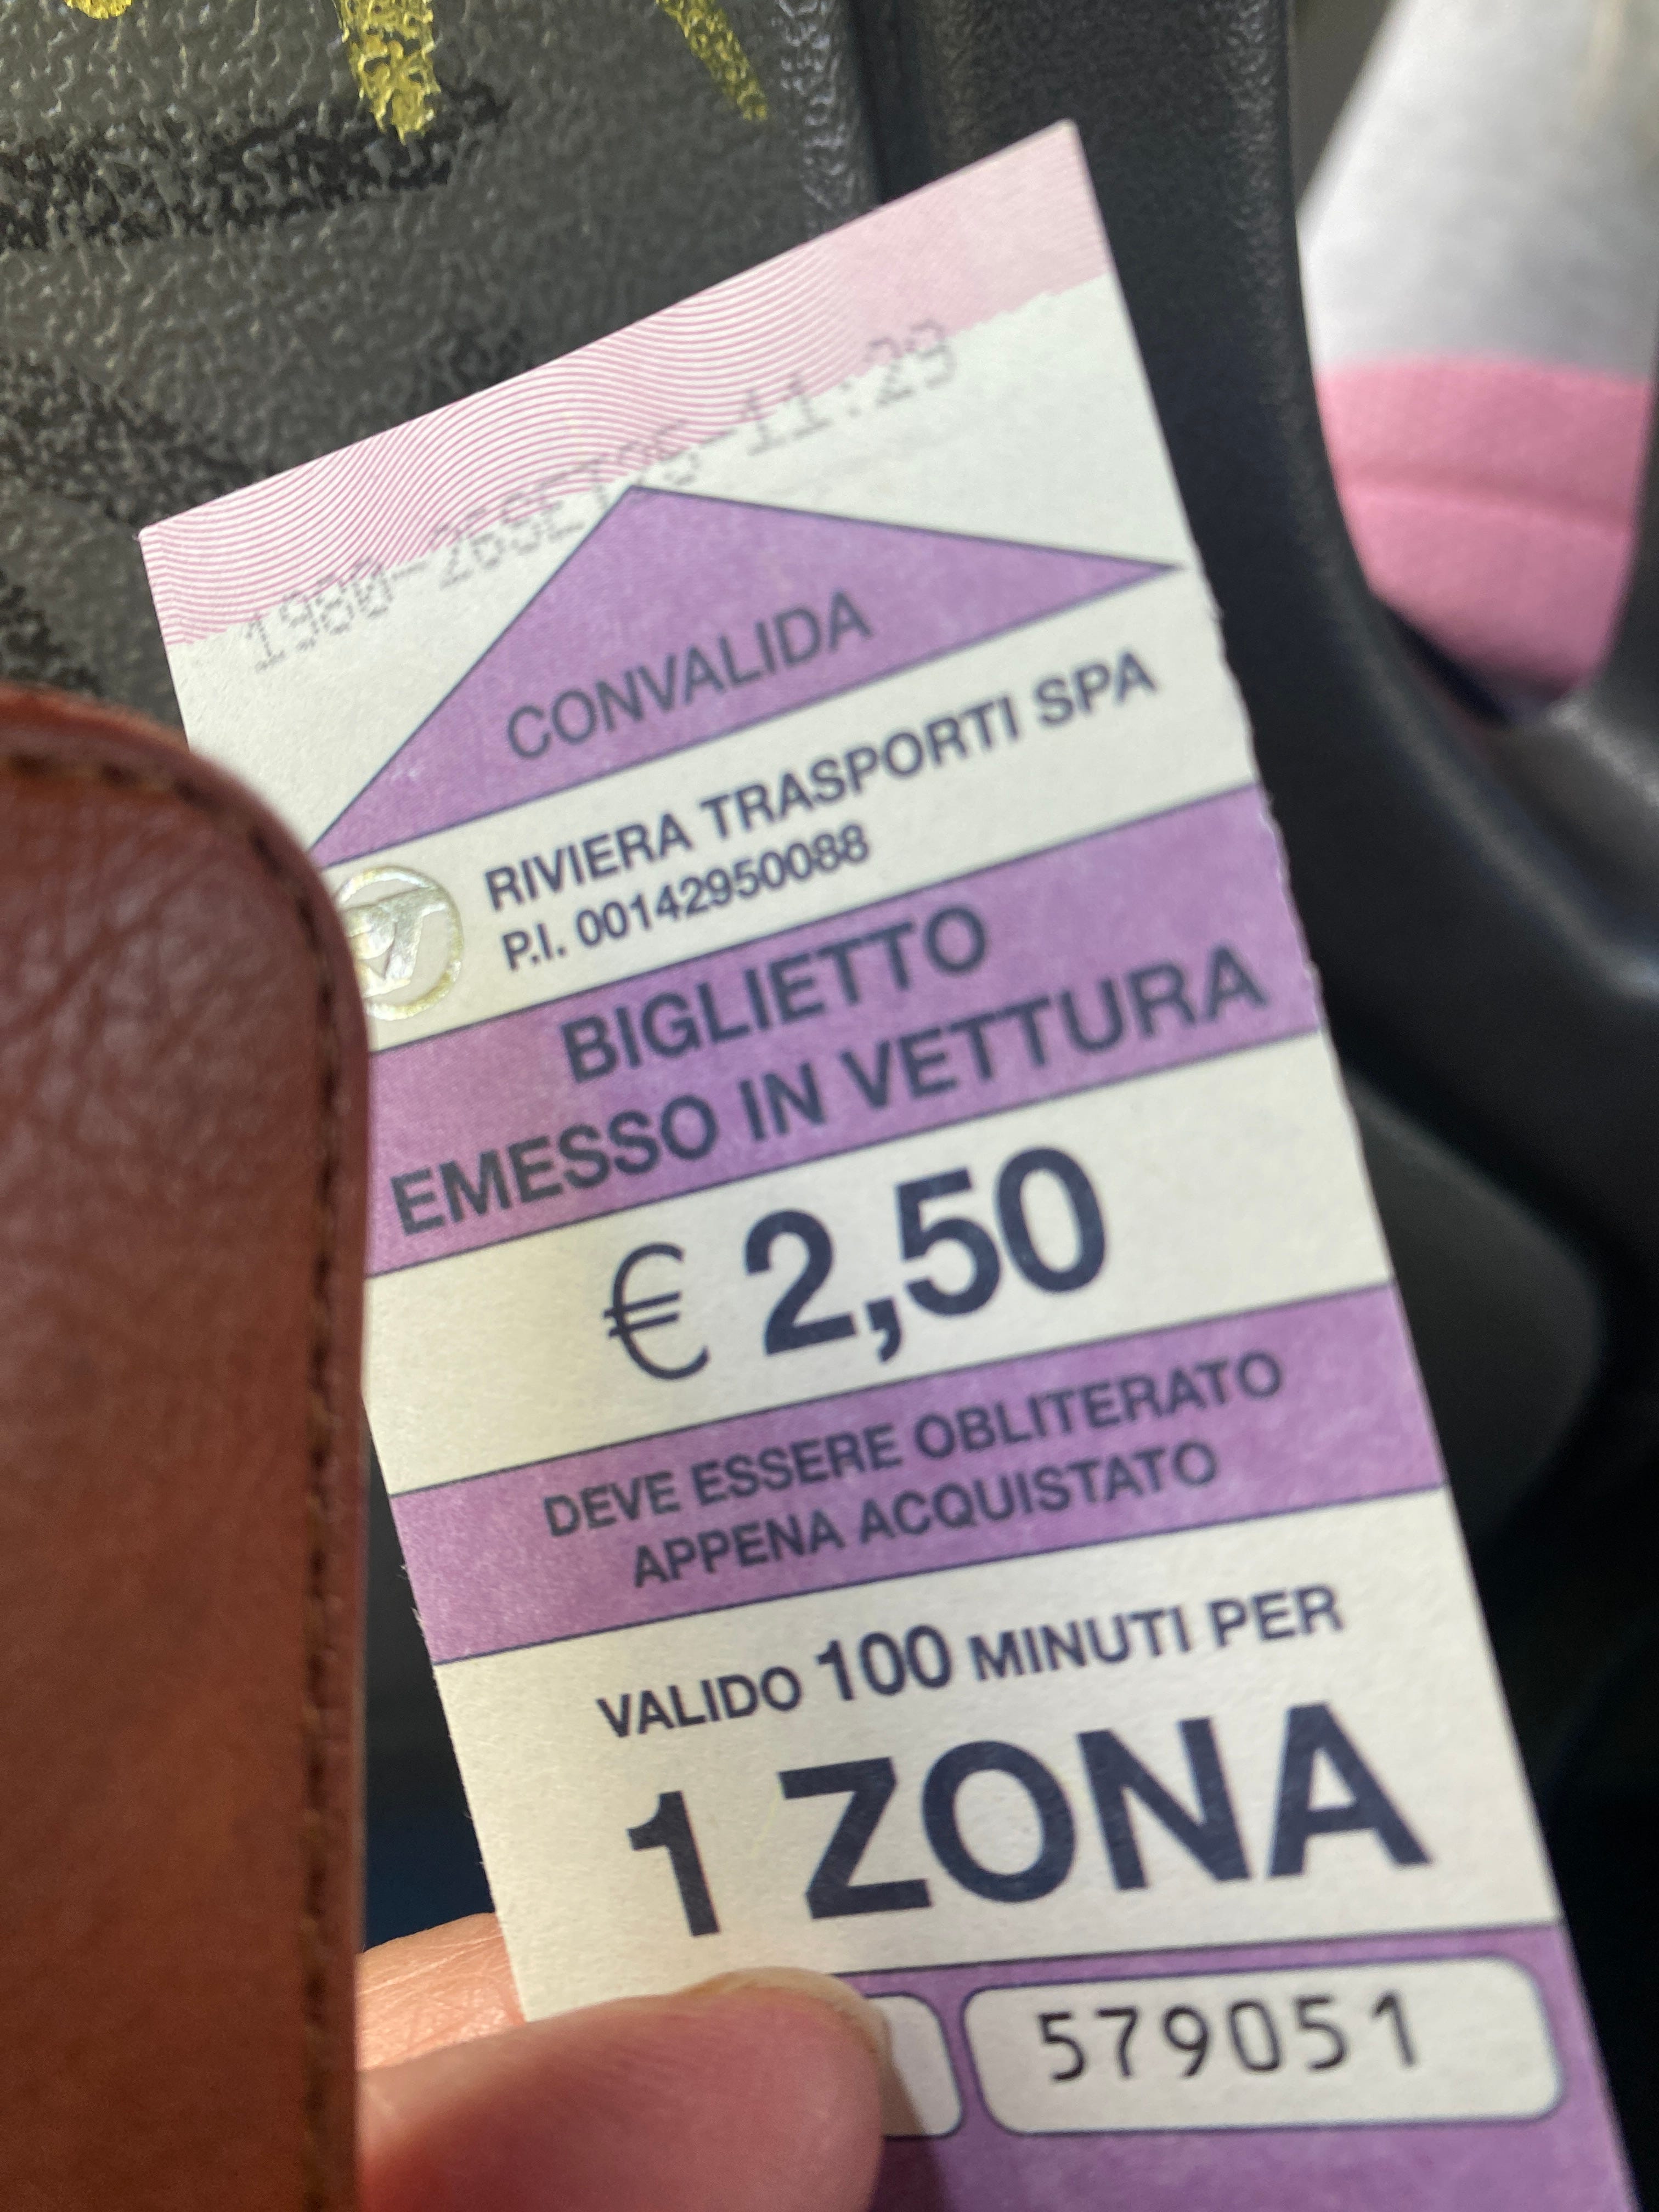 1980-26SET25-11:29
CONVALIDA
RIVIERA TRASPORTI SPA
P.I. 00142950088
BIGLIETTO
EMESSO IN VETTURA
€ 2,50
DEVE ESSERE OBLITERATO
APPENA ACQUISTATO
VALIDO 100 MINUTI PER
1 ZONA
579051